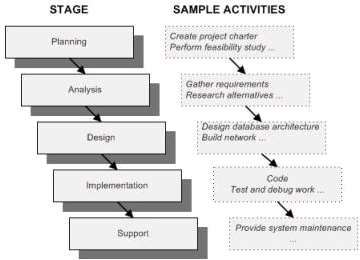 STAGE
SAMPLE ACTIVITIES
Planning
Create project charter
Perform feasibility study ...
Analysis
Gather requirements
Research alternatives ...
Design
Design database architecture
Build network ...
Implementation
Code
Test and debug work ...
Support
Provide system maintenance
...